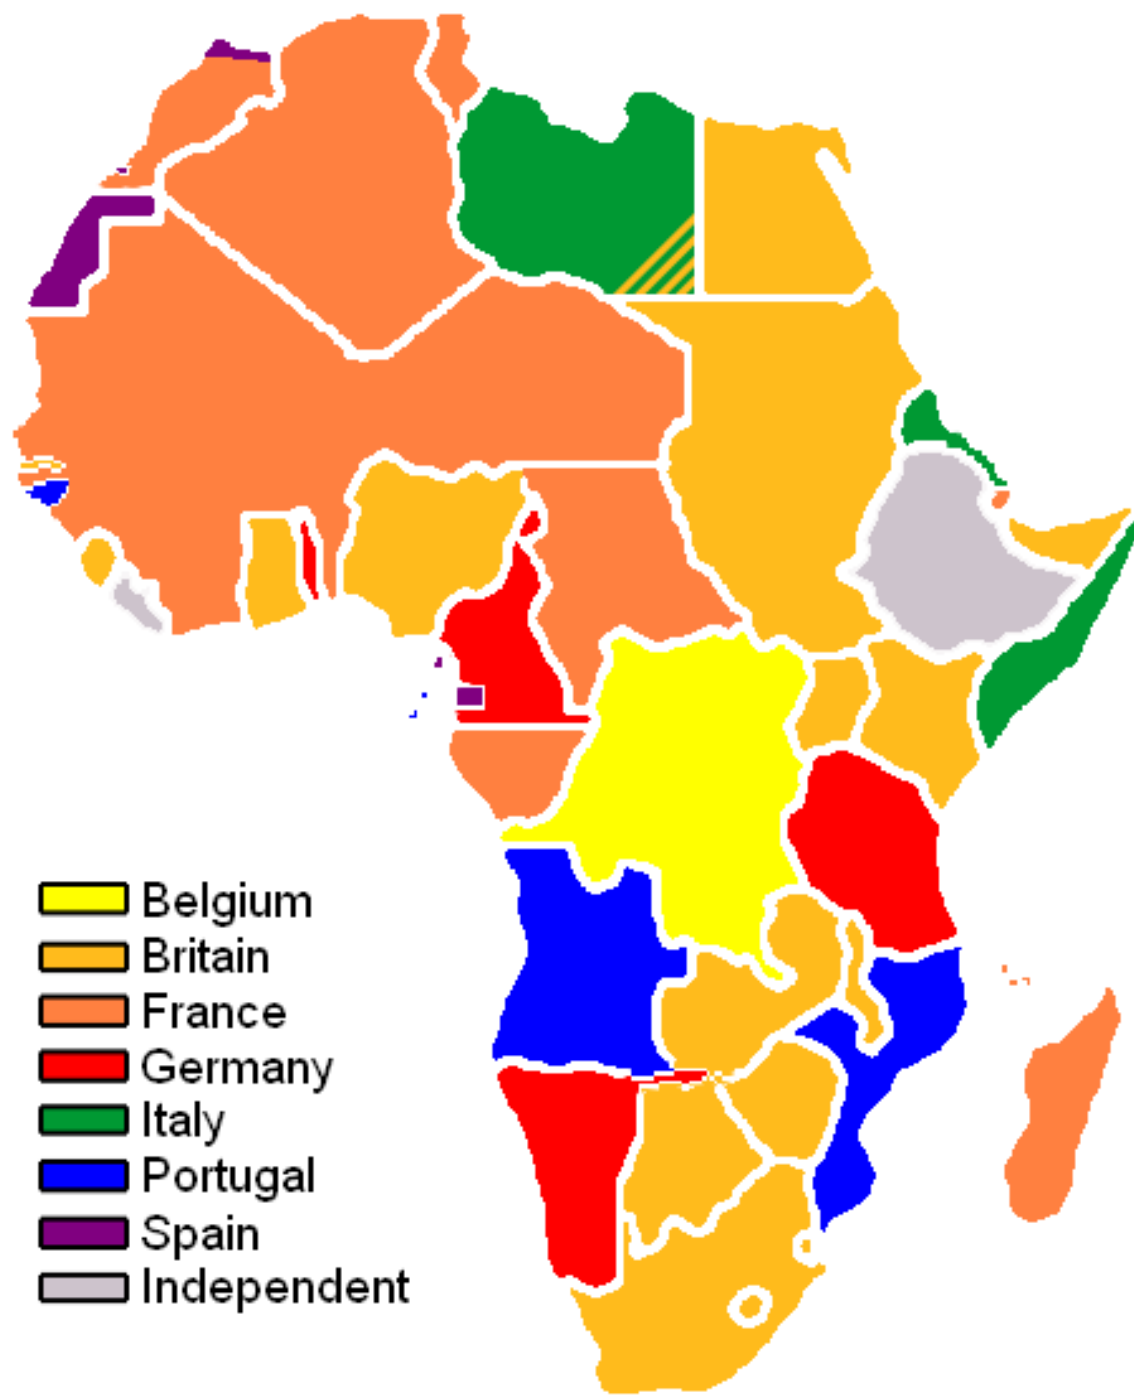 Belgium
Britain
France
Germany
Italy
Portugal
Spain
Independent